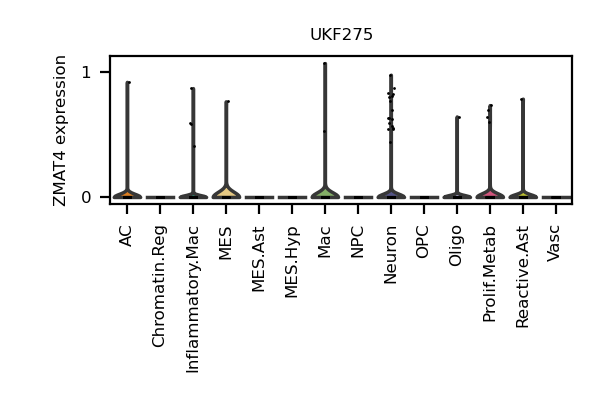 UKF275
ZMAT4 expression
1
0
AC
Chromatin.Reg
Inflammatory.Mac
MES
MES.Ast
MES.Hyp
Mac
NPC
Neuron
OPC
Oligo
Prolif.Metab
Reactive.Ast
Vasc